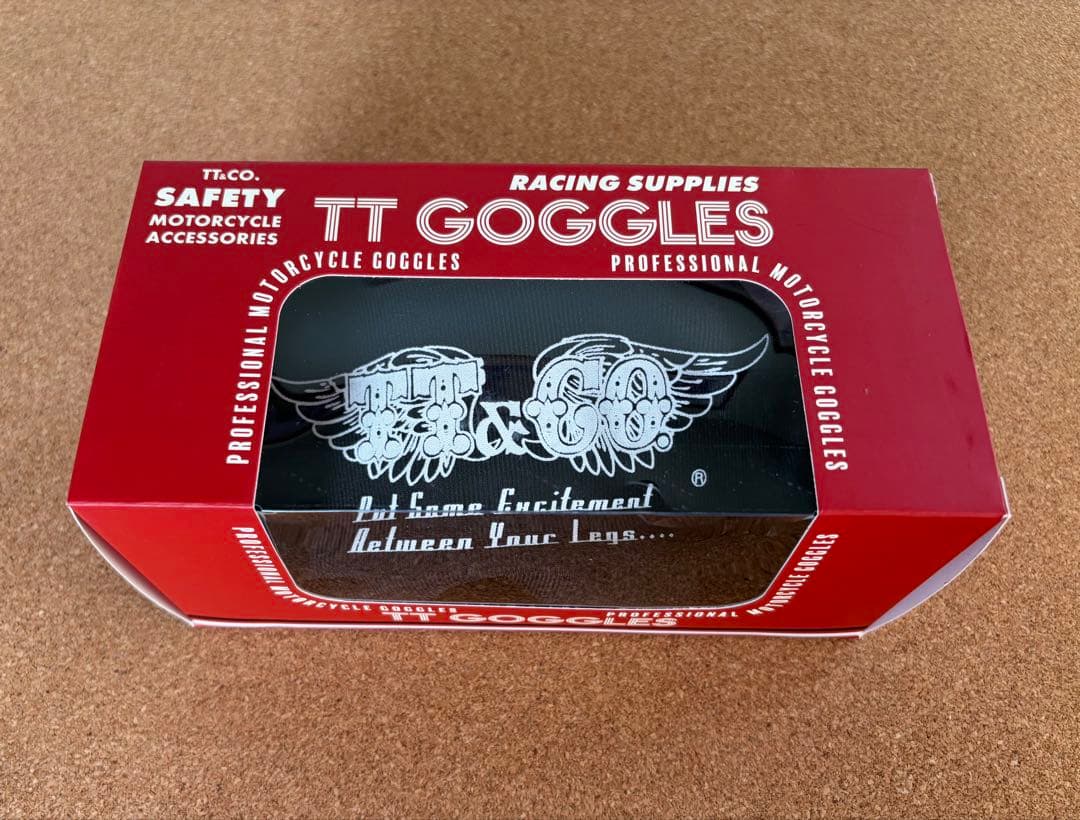 TT&CO.
SAFETY
MOTORCYCLE
ACCESSORIES
RACING SUPPLIES
TT GOGGLES
PROFESSIONAL MOTORCYCLE GOGGLES
PROFESSIONAL MOTORCYCLE GOGGLES
TT & CO.
®
Put Some Excitement
Between Your Legs....
PROFESSIONAL MOTORCYCLE GOGGLES
PROFESSIONAL MOTORCYCLE GOGGLES
TT GOGGLES